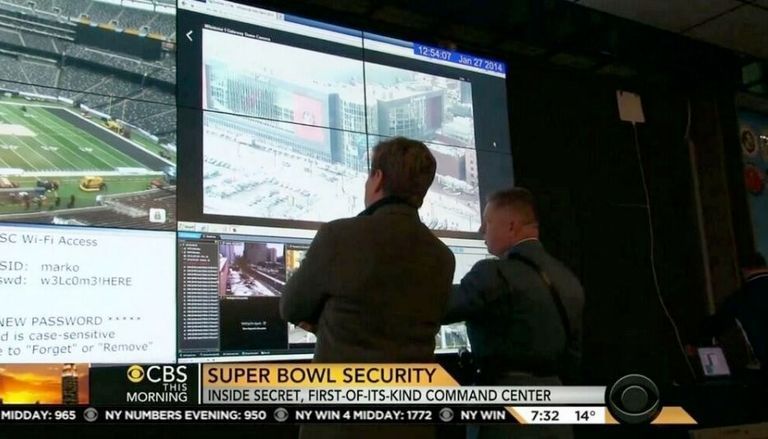 12:54:07 Jan 27 2014
SC Wi-Fi Access
SID: marko
swd: w3Lc0m3!HERE
NEW PASSWORD *****
d is case-sensitive
e to "Forget" or "Remove"
CBS THIS MORNING
SUPER BOWL SECURITY
INSIDE SECRET, FIRST-OF-ITS-KIND COMMAND CENTER
MIDDAY: 965 NY NUMBERS EVENING: 950 NY WIN 4 MIDDAY: 1772 NY WIN 7:32 14°